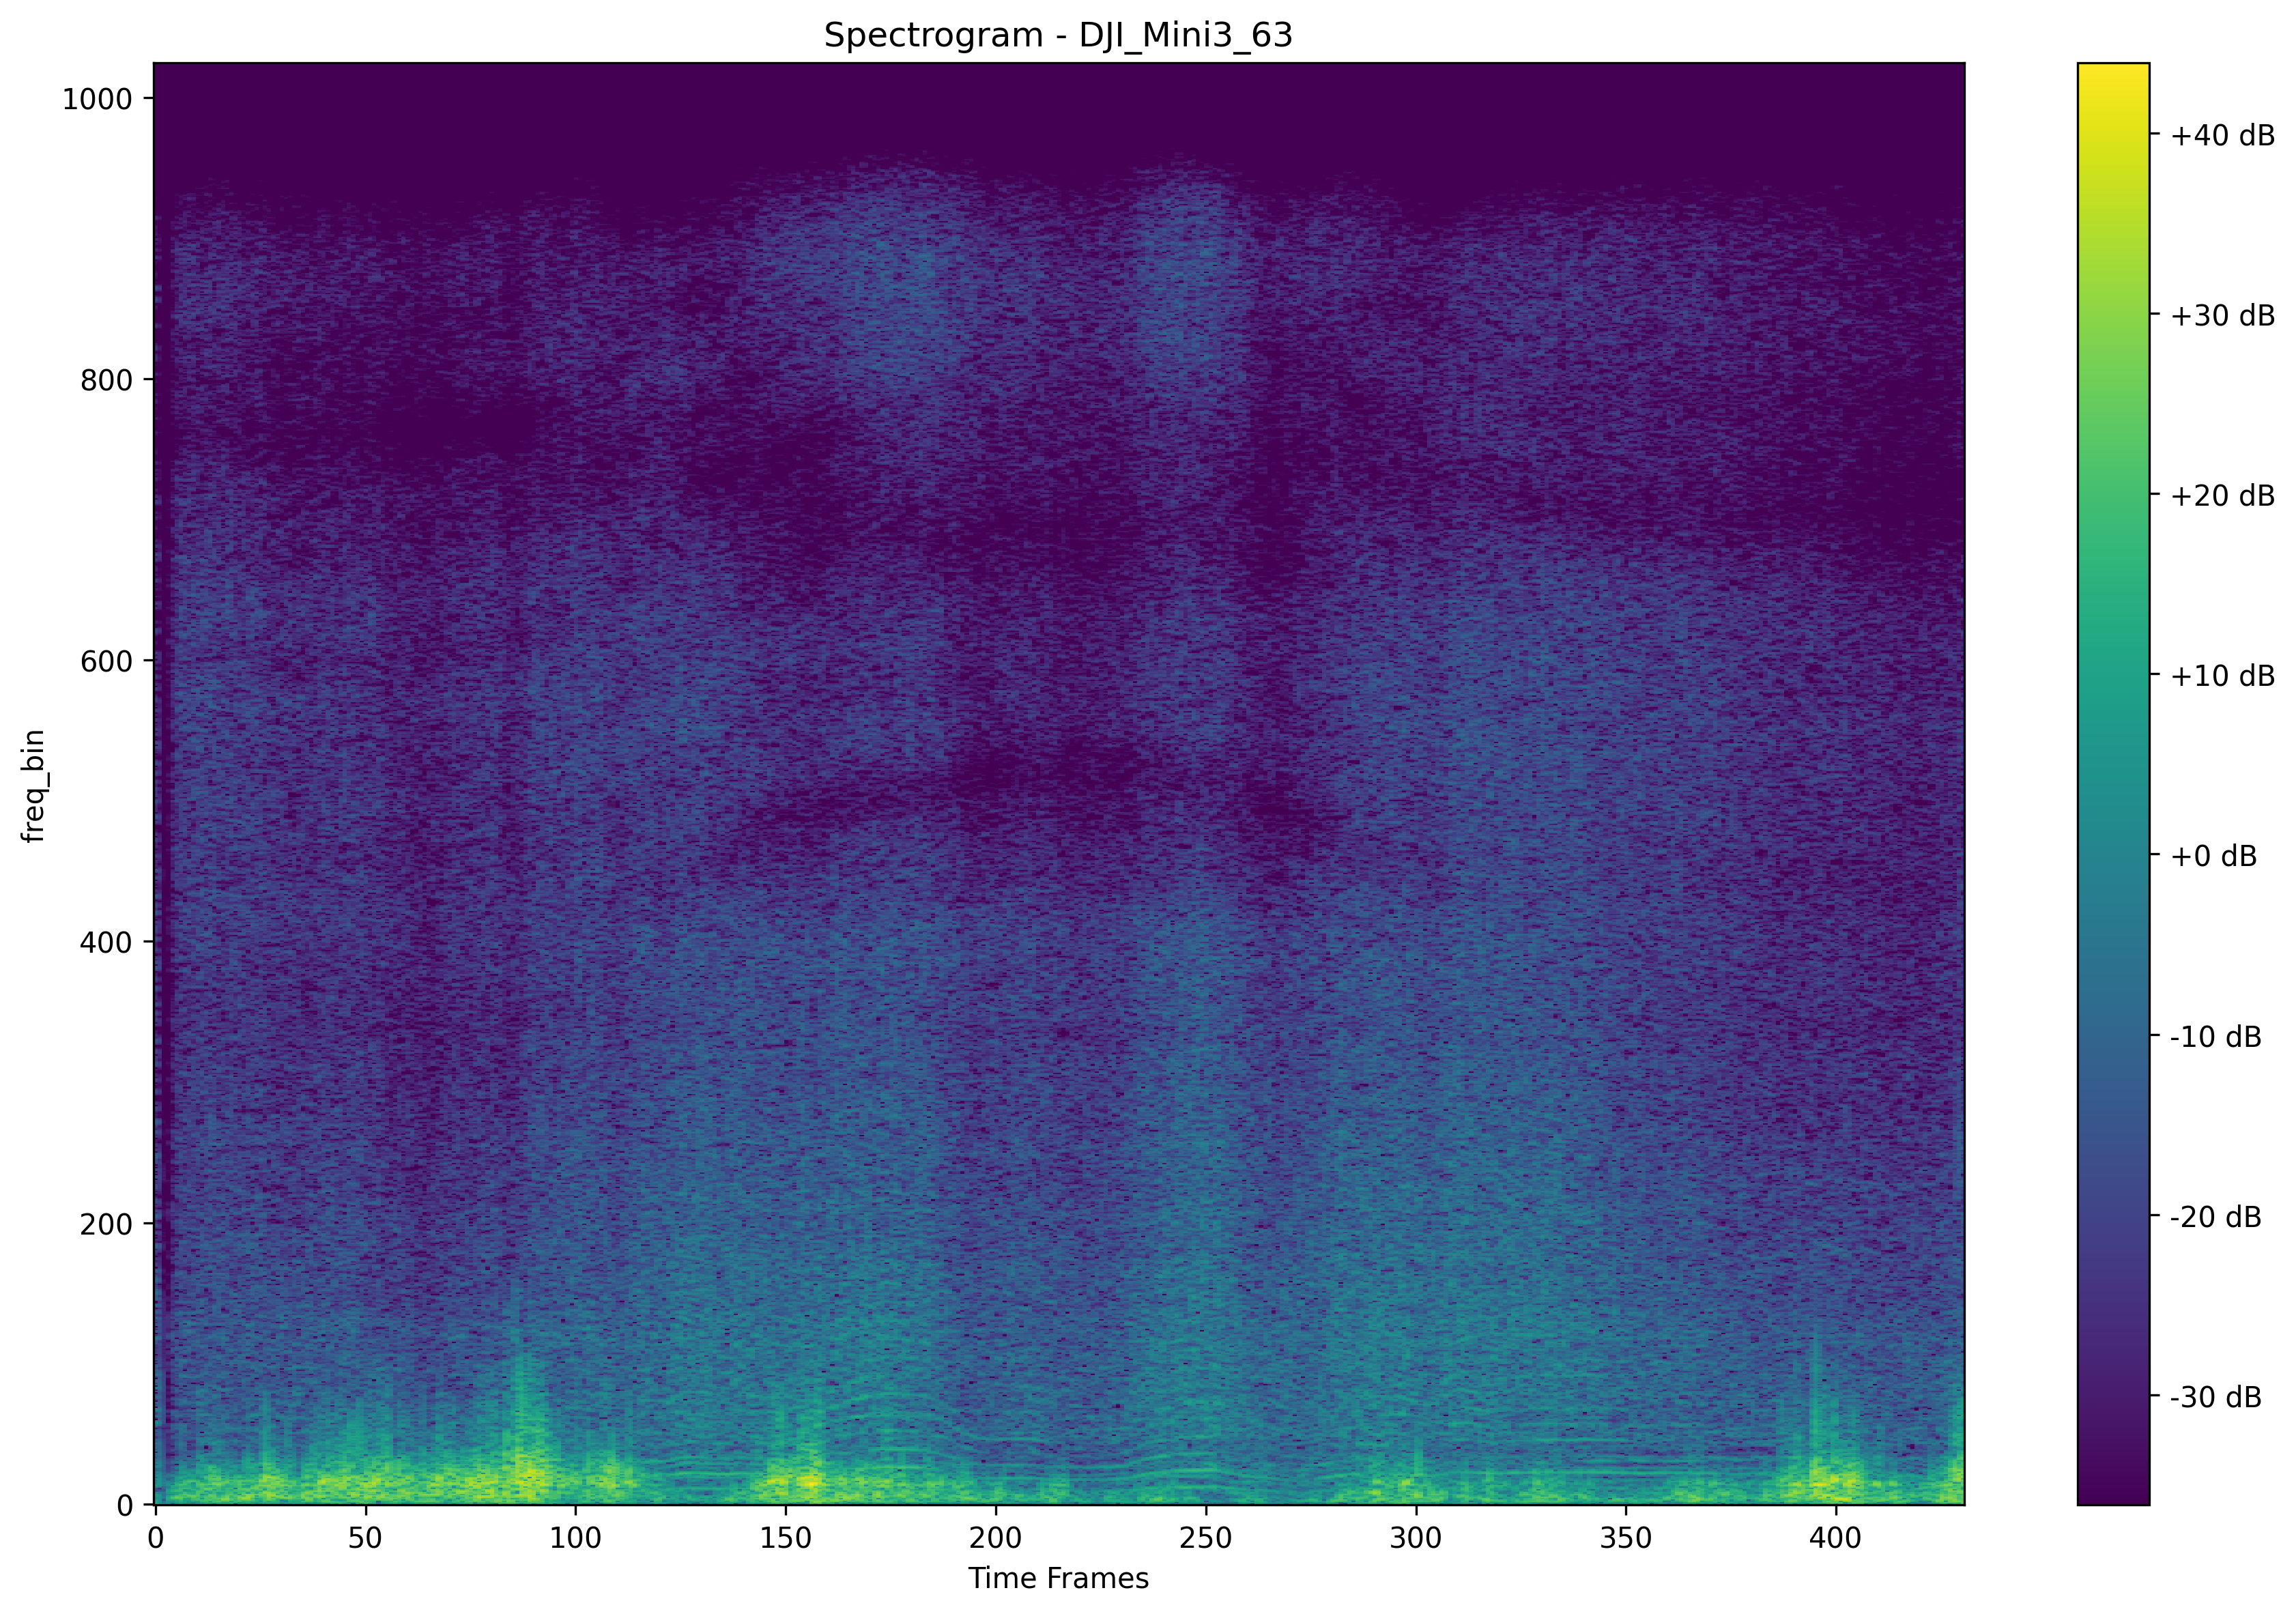 Spectrogram - DJI_Mini3_63
1000
800
600
400
200
0
freq_bin
0 50 100 150 200 250 300 350 400
Time Frames
+40 dB
+30 dB
+20 dB
+10 dB
+0 dB
-10 dB
-20 dB
-30 dB